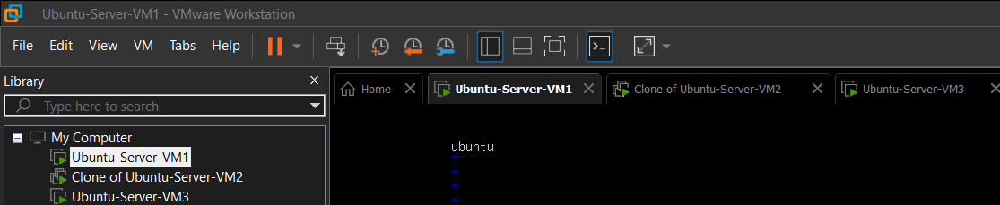 Ubuntu-Server-VM1 - VMware Workstation
File Edit View VM Tabs Help
Library X
Type here to search
Home X Ubuntu-Server-VM1 X Clone of Ubuntu-Server-VM2 X Ubuntu-Server-VM3 X
My Computer
Ubuntu-Server-VM1
Clone of Ubuntu-Server-VM2
Ubuntu-Server-VM3
ubuntu
~
~
~
~